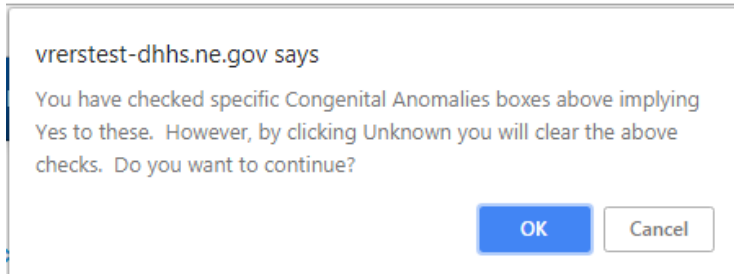 vrerstest-dhhs.ne.gov says
You have checked specific Congenital Anomalies boxes above implying
Yes to these.  However, by clicking Unknown you will clear the above
checks.  Do you want to continue?
OK
Cancel